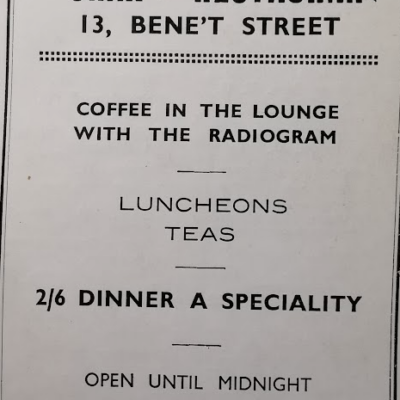 13, BENE'T STREET
COFFEE IN THE LOUNGE
WITH THE RADIOGRAM
LUNCHEONS
TEAS
2/6 DINNER A SPECIALITY
OPEN UNTIL MIDNIGHT